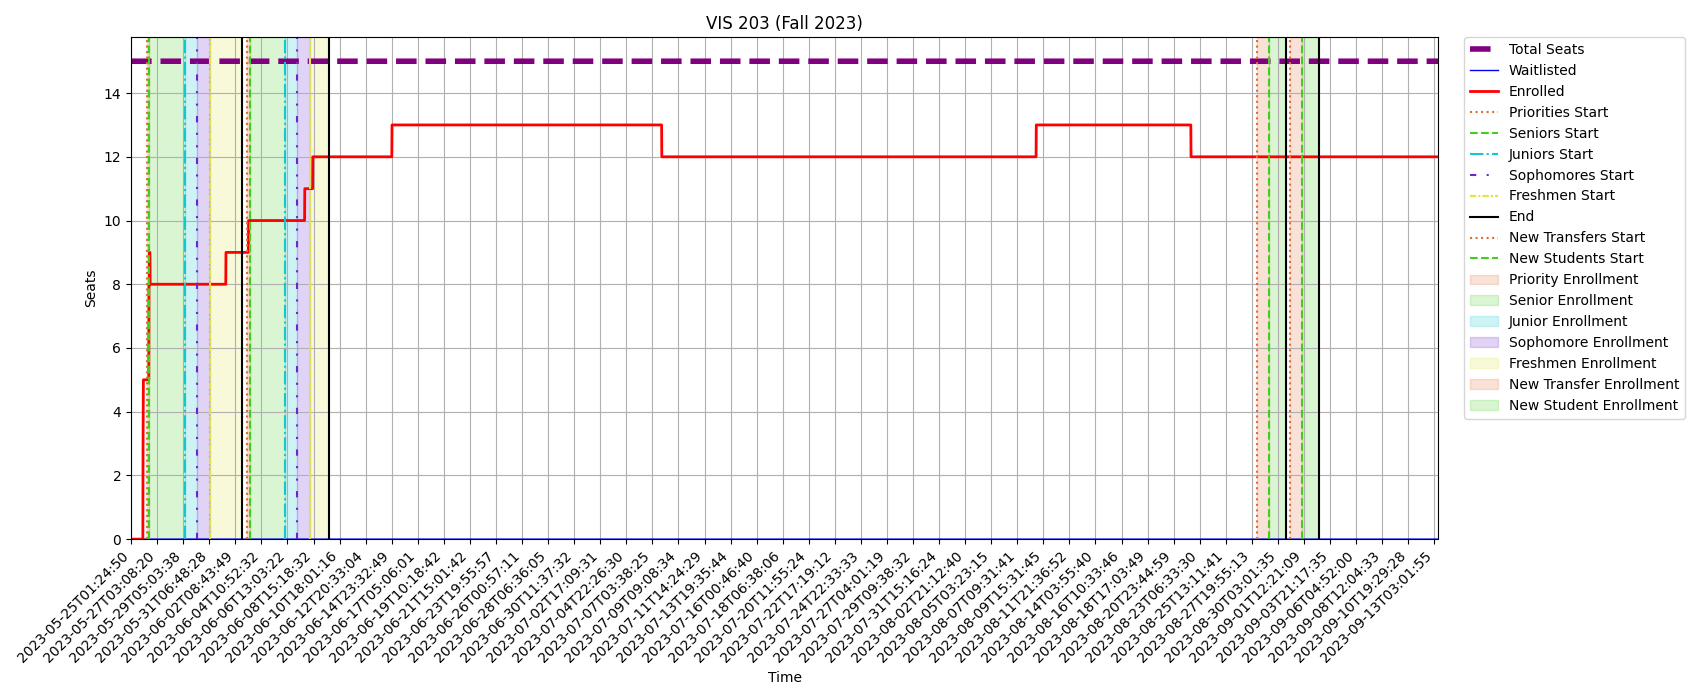 VIS 203 (Fall 2023)
Seats
14
12
10
8
6
4
2
0
2023-05-25T01:24:50
2023-05-27T03:08:20
2023-05-29T05:03:38
2023-05-31T06:48:28
2023-06-02T08:43:49
2023-06-04T10:52:32
2023-06-06T13:03:22
2023-06-08T15:18:32
2023-06-10T18:01:16
2023-06-12T20:33:04
2023-06-14T23:32:49
2023-06-17T05:06:01
2023-06-19T10:18:42
2023-06-21T15:01:42
2023-06-23T19:55:57
2023-06-26T00:57:11
2023-06-28T06:36:05
2023-06-30T11:37:32
2023-07-02T17:09:31
2023-07-04T22:26:30
2023-07-07T03:38:25
2023-07-09T09:08:34
2023-07-11T14:24:29
2023-07-13T19:35:44
2023-07-16T00:46:40
2023-07-18T06:38:06
2023-07-20T11:55:24
2023-07-22T17:19:12
2023-07-24T22:33:33
2023-07-27T04:01:19
2023-07-29T09:38:32
2023-07-31T15:16:24
2023-08-02T21:12:40
2023-08-05T03:23:15
2023-08-07T09:31:41
2023-08-09T15:31:45
2023-08-11T21:36:52
2023-08-14T03:55:40
2023-08-16T10:33:46
2023-08-18T17:03:49
2023-08-20T23:44:59
2023-08-23T06:33:30
2023-08-25T13:11:41
2023-08-27T19:55:13
2023-08-30T03:01:35
2023-09-01T12:21:09
2023-09-03T21:17:35
2023-09-06T04:52:00
2023-09-08T12:04:33
2023-09-10T19:29:28
2023-09-13T03:01:55
Time
Total Seats
Waitlisted
Enrolled
Priorities Start
Seniors Start
Juniors Start
Sophomores Start
Freshmen Start
End
New Transfers Start
New Students Start
Priority Enrollment
Senior Enrollment
Junior Enrollment
Sophomore Enrollment
Freshmen Enrollment
New Transfer Enrollment
New Student Enrollment